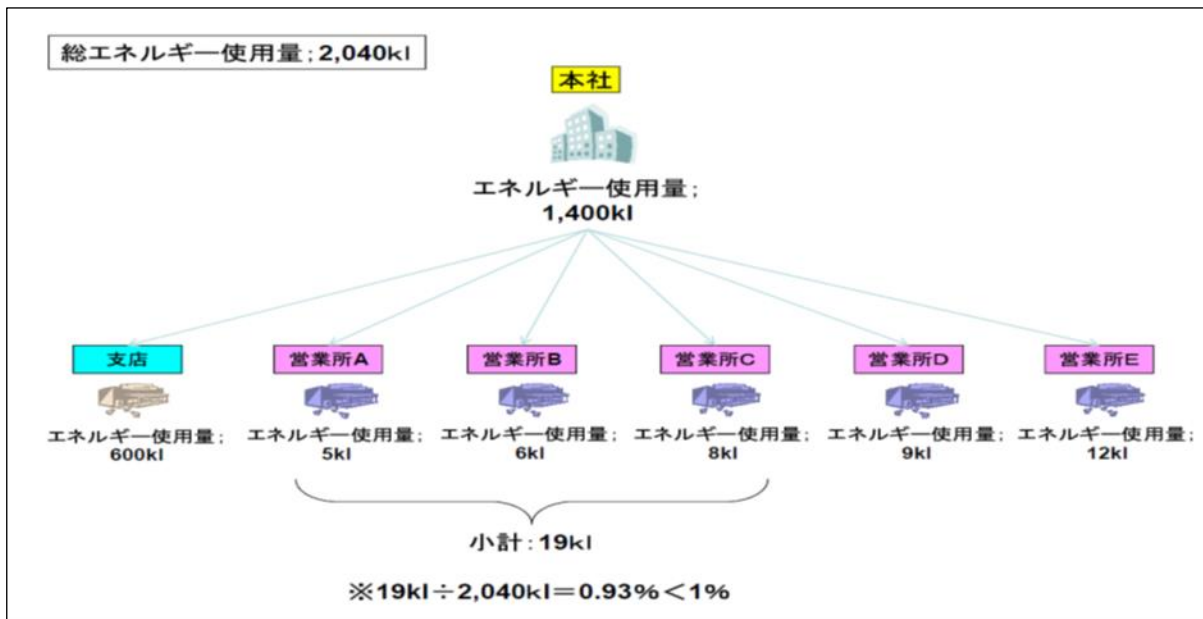 総エネルギー使用量;2,040kl
本社
エネルギー使用量;
1,400kl
支店
エネルギー使用量;
600kl
営業所A
エネルギー使用量;
5kl
営業所B
エネルギー使用量;
6kl
営業所C
エネルギー使用量;
8kl
営業所D
エネルギー使用量;
9kl
営業所E
エネルギー使用量;
12kl
小計:19kl
※19kl÷2,040kl=0.93%<1%